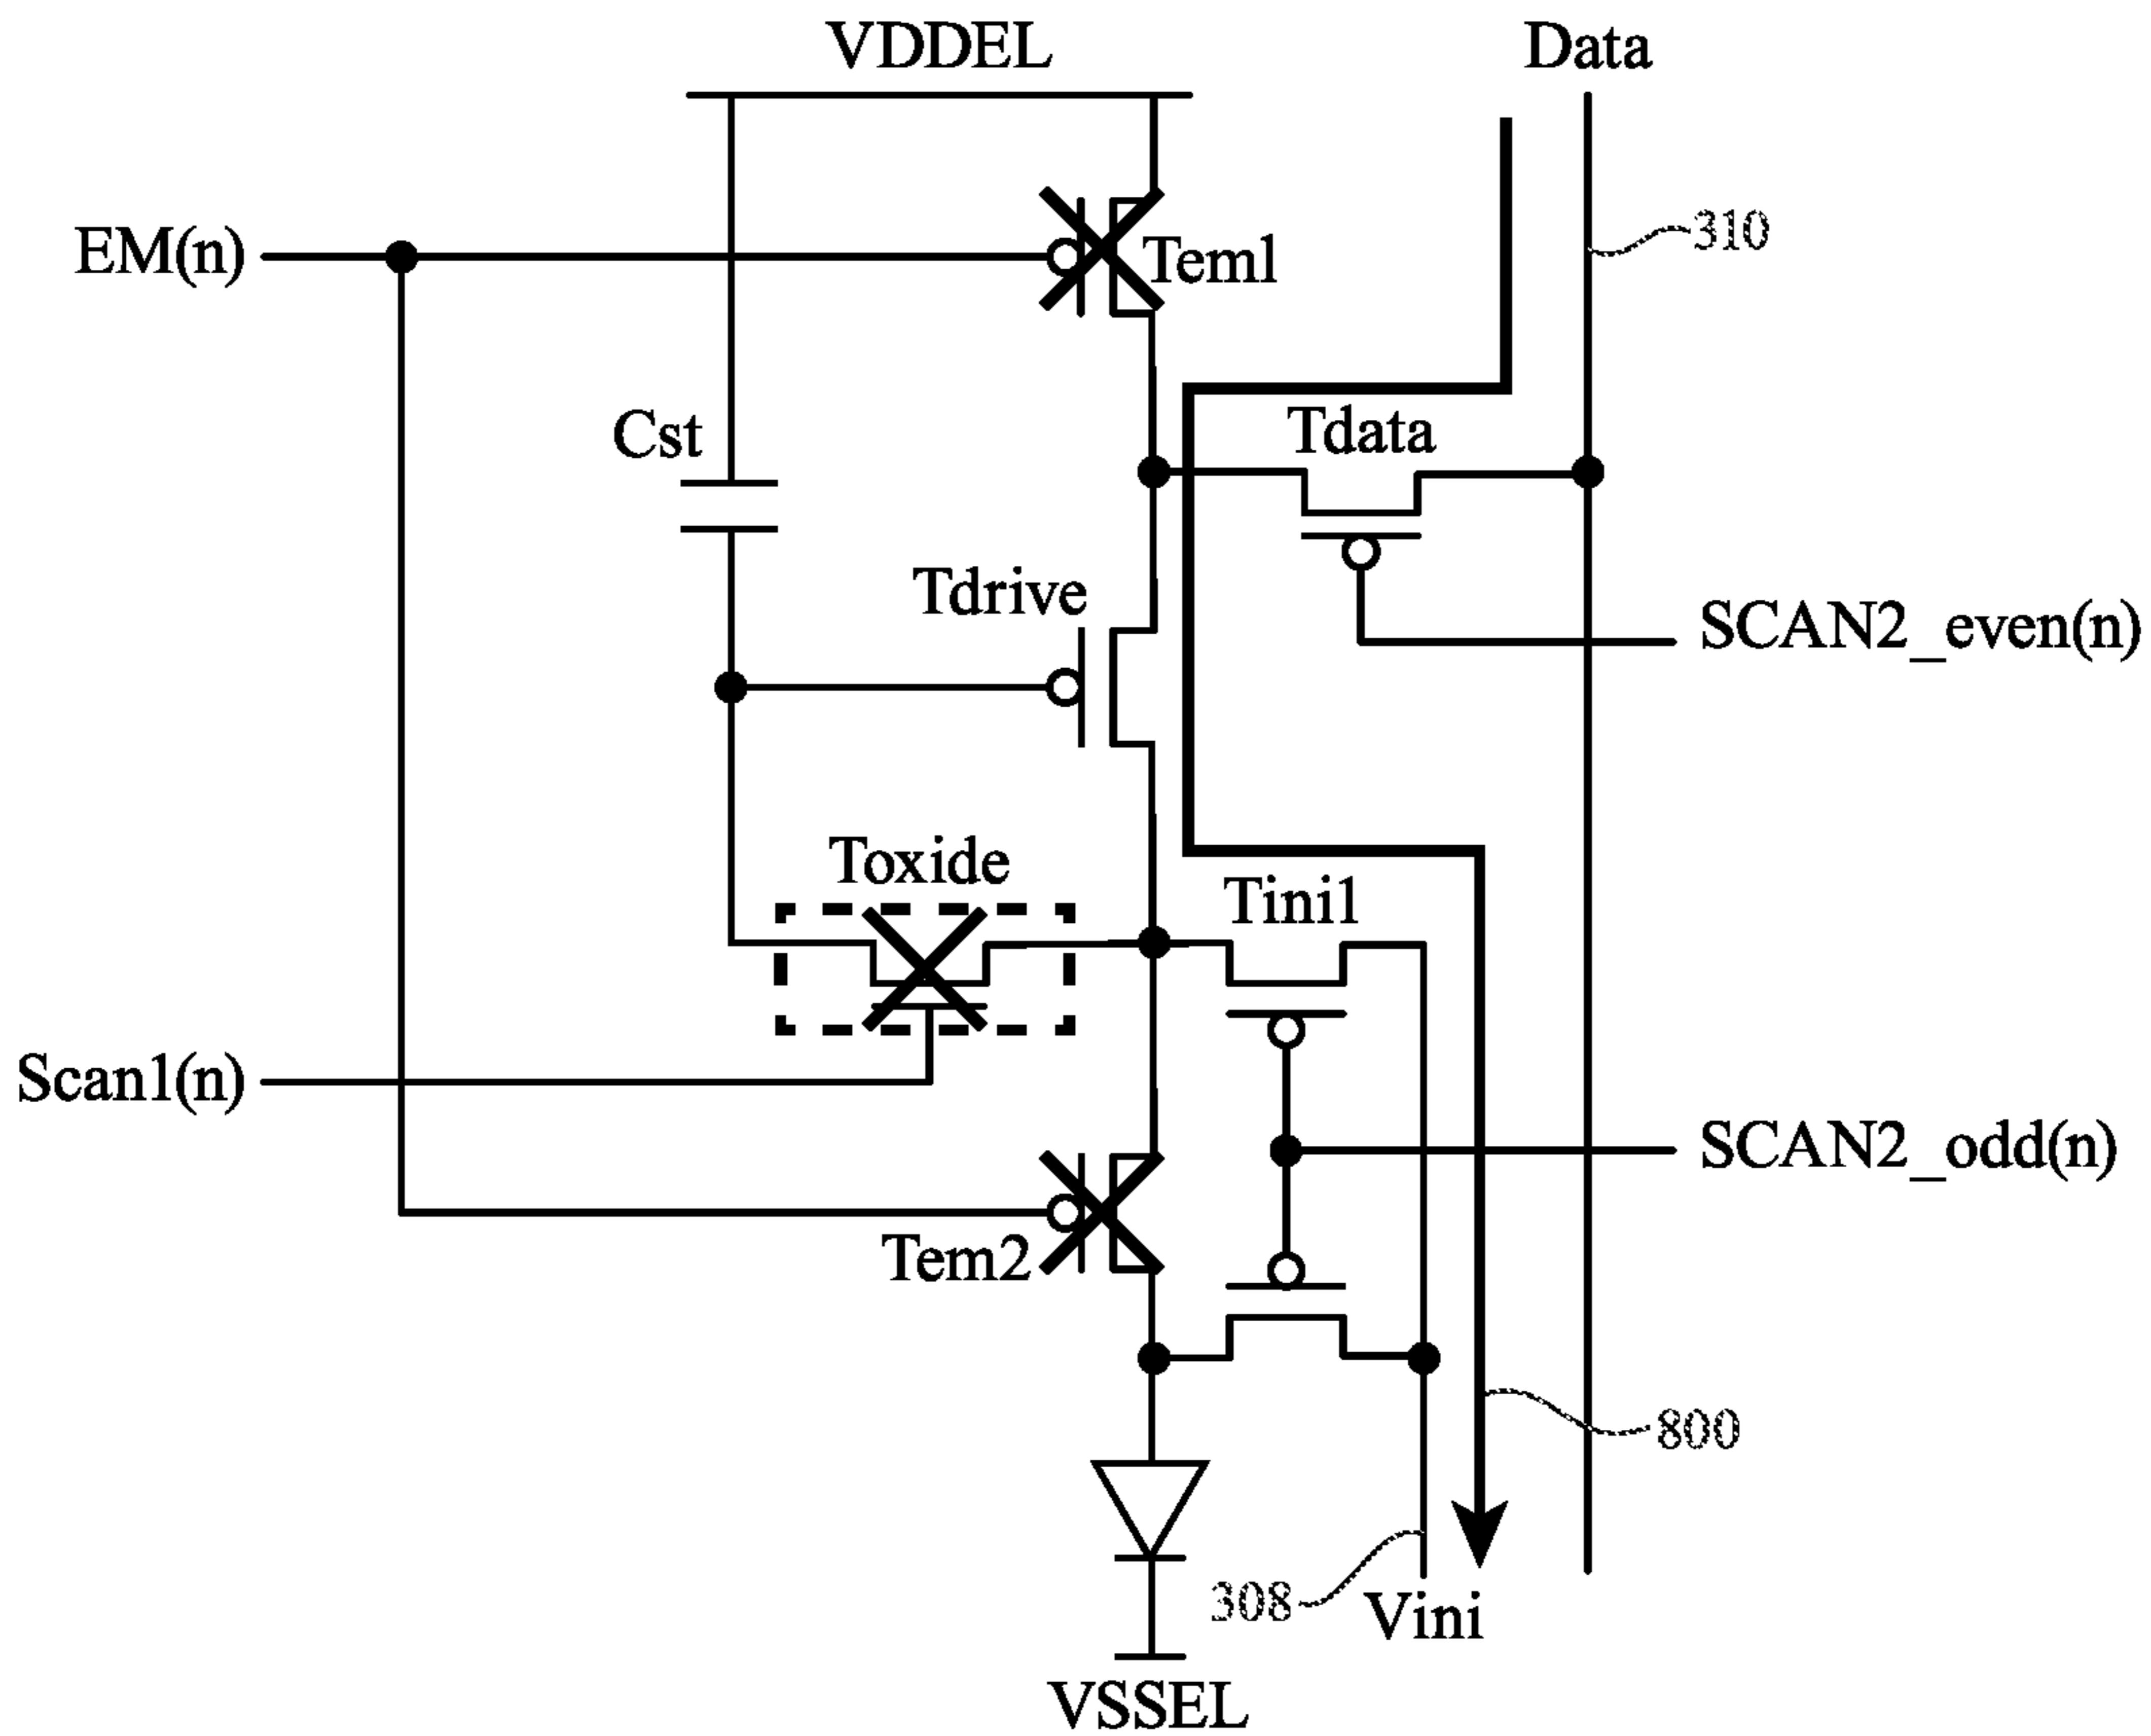 VDDEL
Data
EM(n)
Tem1
310
Cst
Tdata
Tdrive
SCAN2_even(n)
Toxide
Tini1
Scan1(n)
SCAN2_odd(n)
Tem2
800
308
Vini
VSSEL